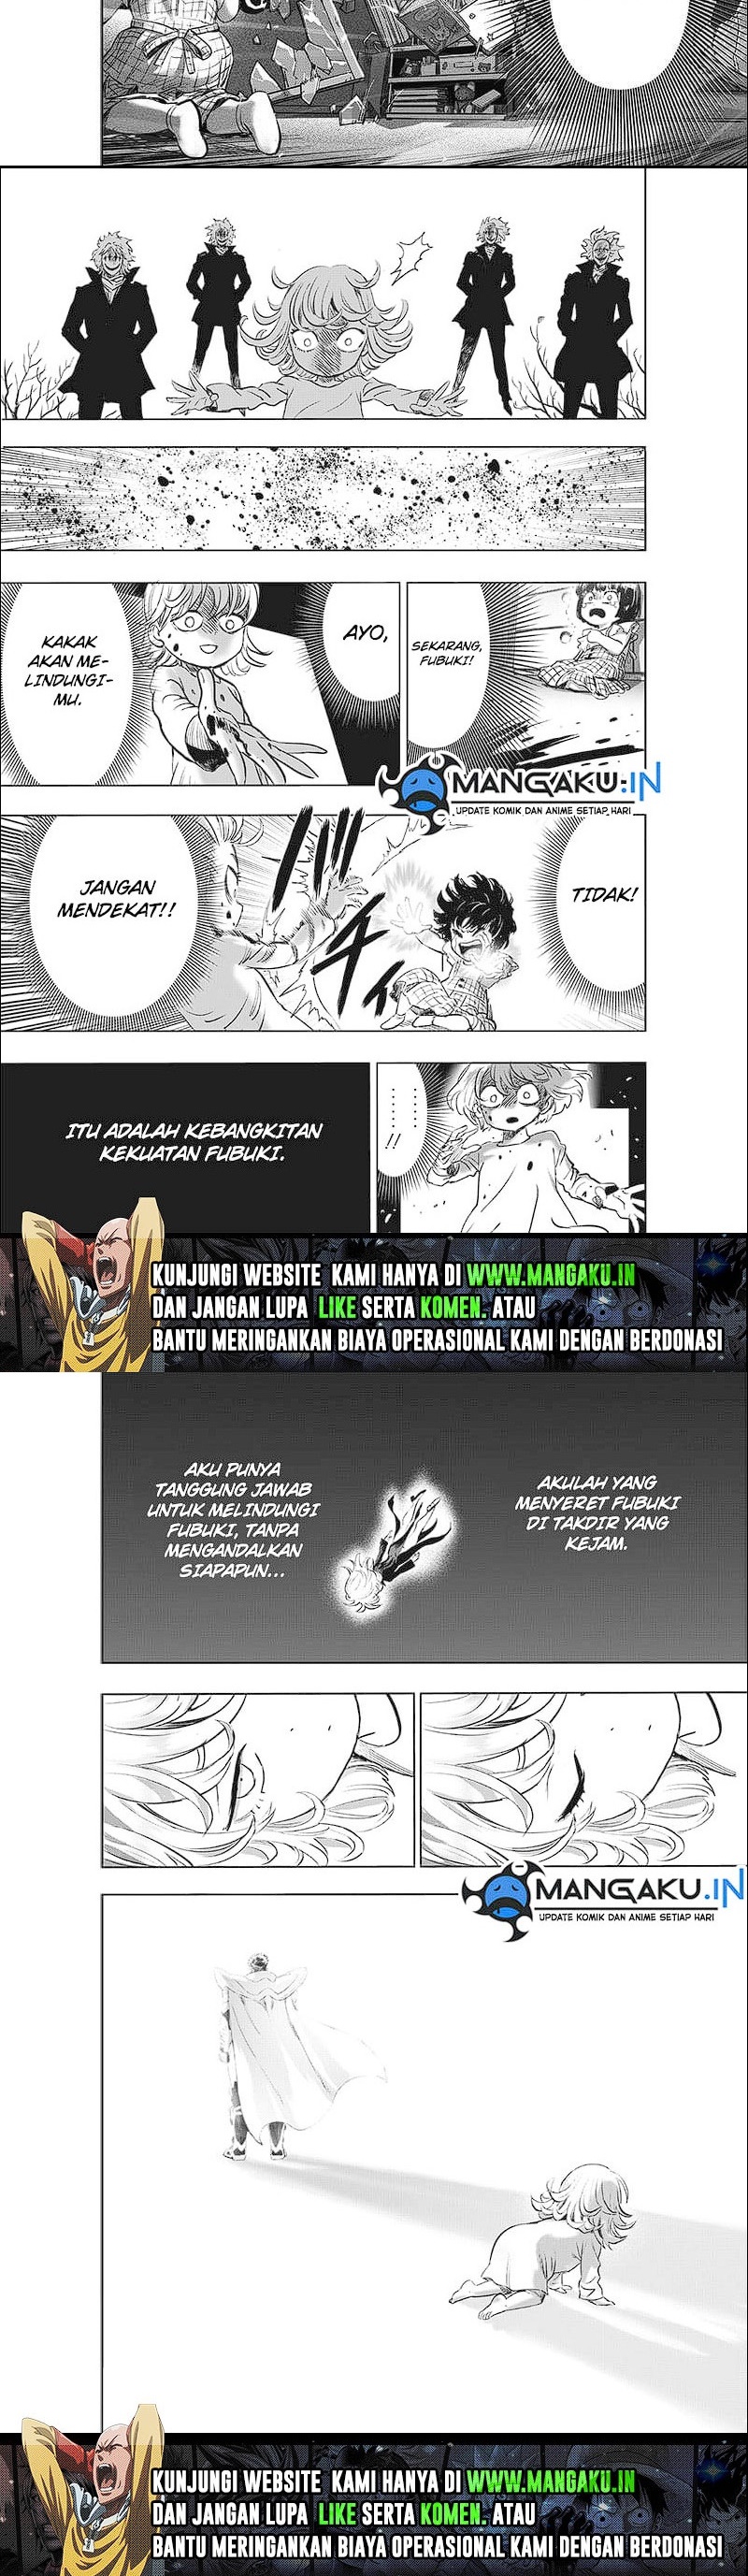 SEKARANG,
FUBUKI!
AYO,
KAKAK
AKAN ME-
LINDUNGI-
MU.
MANGAKU.IN
UPDATE KOMIK DAN ANIME SETIAP HARI
TIDAK!
JANGAN
MENDEKAT!!
........!!
ITU ADALAH KEBANGKITAN
KEKUATAN FUBUKI.
KUNJUNGI WEBSITE KAMI HANYA DI WWW.MANGAKU.IN
DAN JANGAN LUPA LIKE SERTA KOMEN. ATAU
BANTU MERINGANKAN BIAYA OPERASIONAL KAMI DENGAN BERDONASI
AKULAH YANG
MENYERET FUBUKI
DI TAKDIR YANG
KEJAM.
AKU PUNYA
TANGGUNG JAWAB
UNTUK MELINDUNGI
FUBUKI, TANPA
MENGANDALKAN
SIAPAPUN...
MANGAKU.IN
UPDATE KOMIK DAN ANIME SETIAP HARI
KUNJUNGI WEBSITE KAMI HANYA DI WWW.MANGAKU.IN
DAN JANGAN LUPA LIKE SERTA KOMEN. ATAU
BANTU MERINGANKAN BIAYA OPERASIONAL KAMI DENGAN BERDONASI